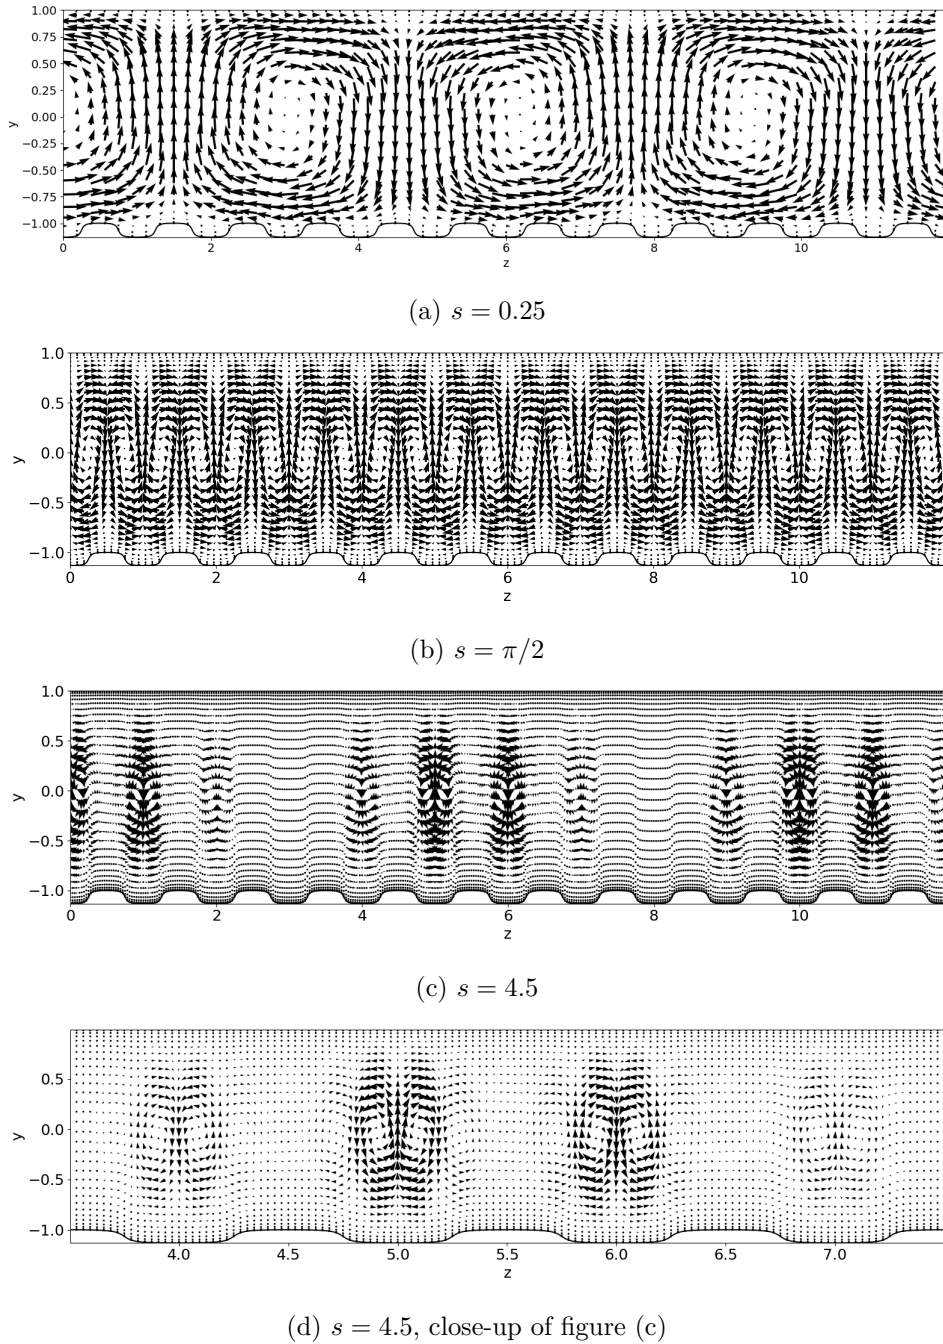 1.00
0.75
0.50
0.25
0.00
−0.25
−0.50
−0.75
−1.00
y
0 2 4 6 8 10
z
(a) s = 0.25
1.0
0.5
0.0
−0.5
−1.0
y
0 2 4 6 8 10
z
(b) s = π/2
1.0
0.5
0.0
−0.5
−1.0
y
0 2 4 6 8 10
z
(c) s = 4.5
0.5
0.0
−0.5
−1.0
y
4.0 4.5 5.0 5.5 6.0 6.5 7.0
z
(d) s = 4.5, close-up of figure (c)